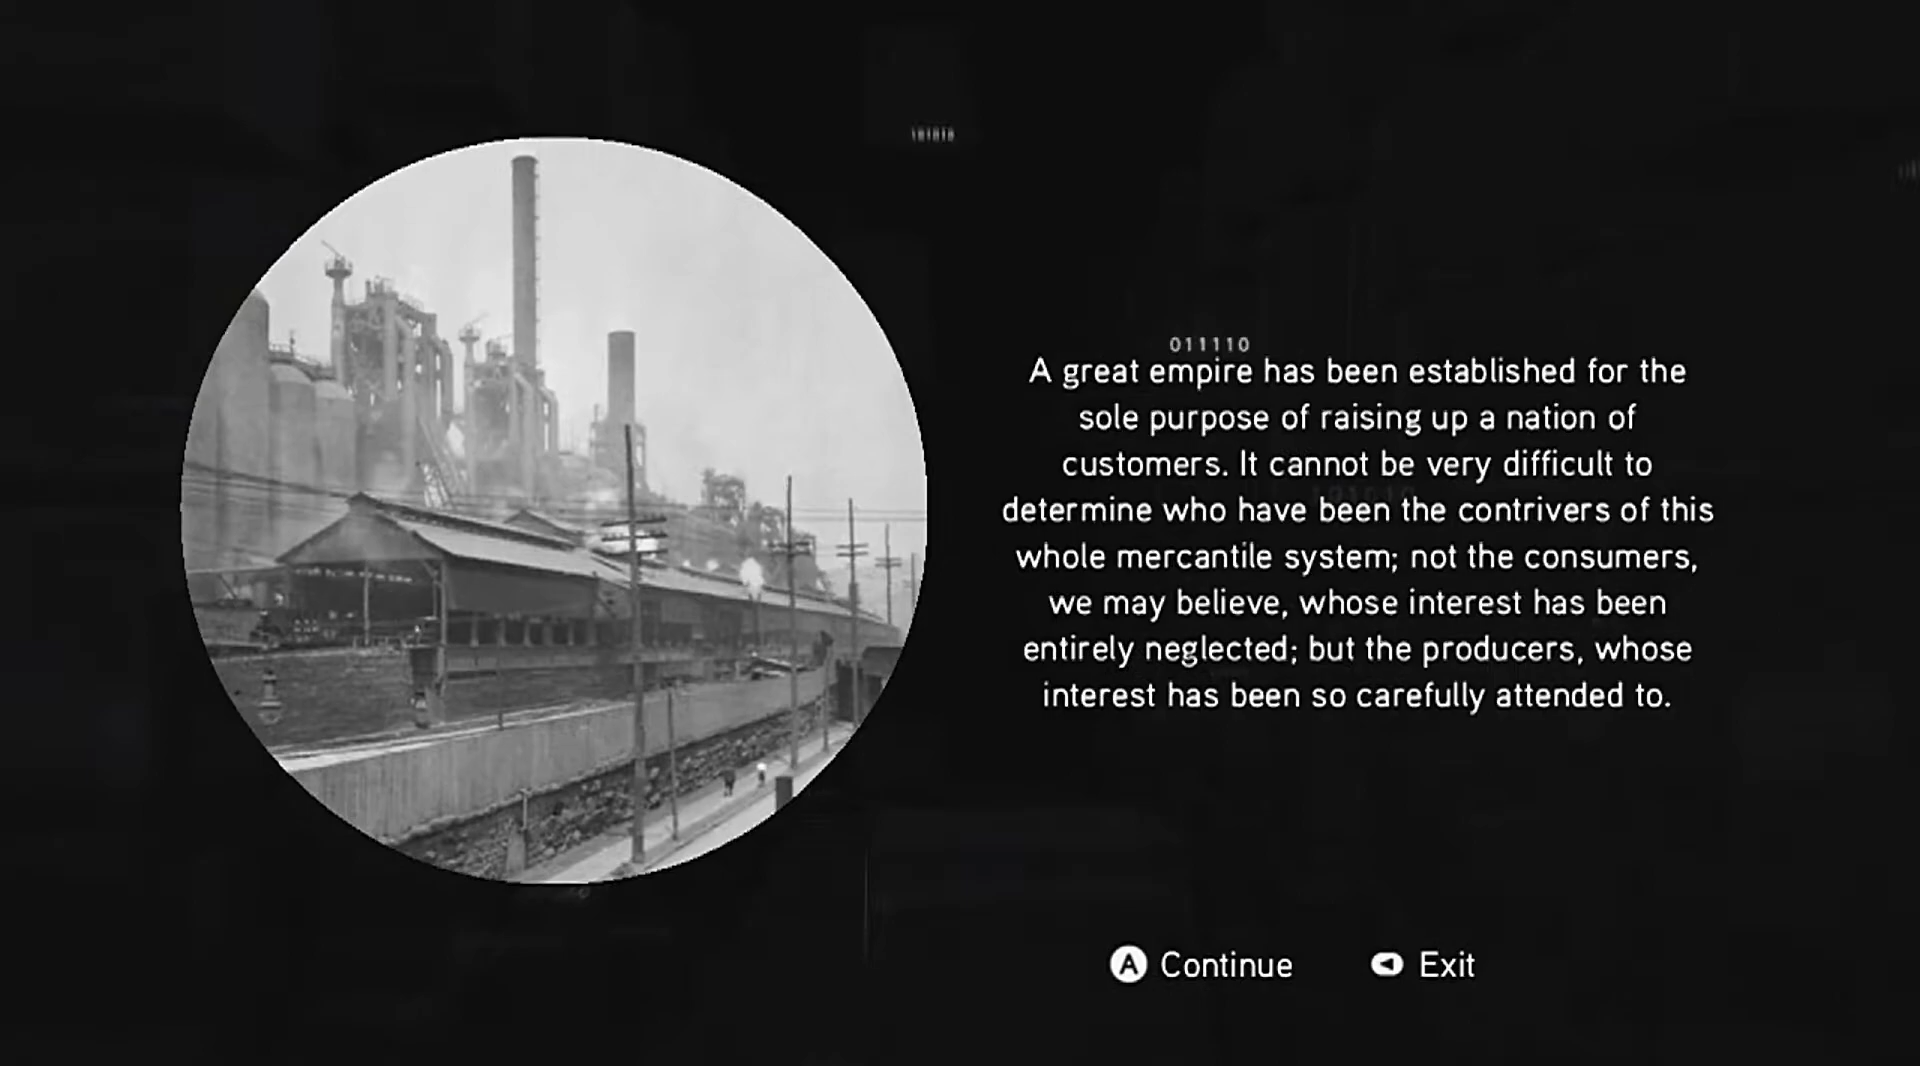 101010
011110
A great empire has been established for the
sole purpose of raising up a nation of
customers. It cannot be very difficult to
determine who have been the contrivers of this
whole mercantile system; not the consumers,
we may believe, whose interest has been
entirely neglected; but the producers, whose
interest has been so carefully attended to.
A Continue
Exit